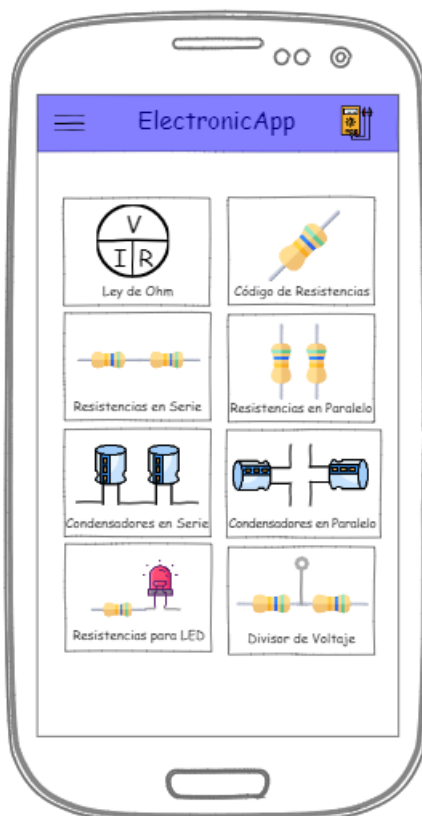 ElectronicApp
V
I R
Ley de Ohm
Código de Resistencias
Resistencias en Serie
Resistencias en Paralelo
Condensadores en Serie
Condensadores en Paralelo
Resistencias para LED
Divisor de Voltaje